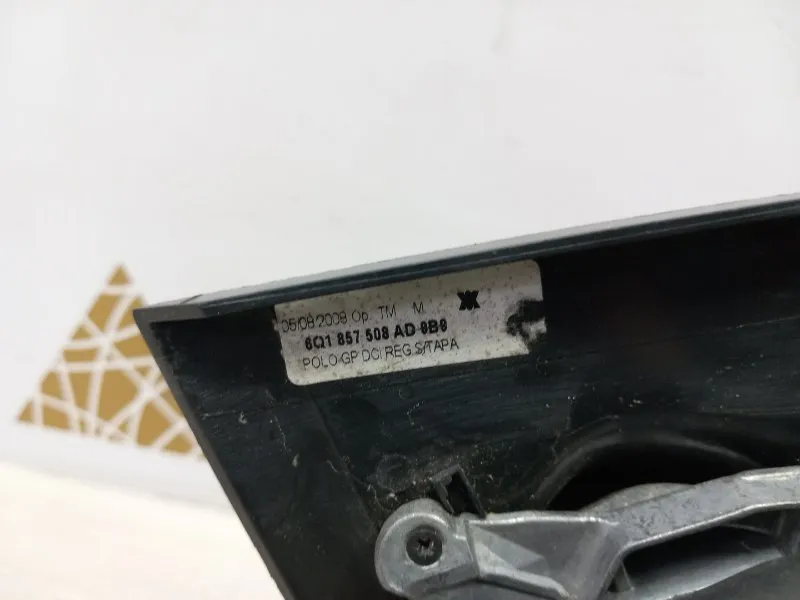 05/08/2009 Op. TM M.
6Q1 857 508 AD 9B9
POLO-GP DCI REG S/TAPA